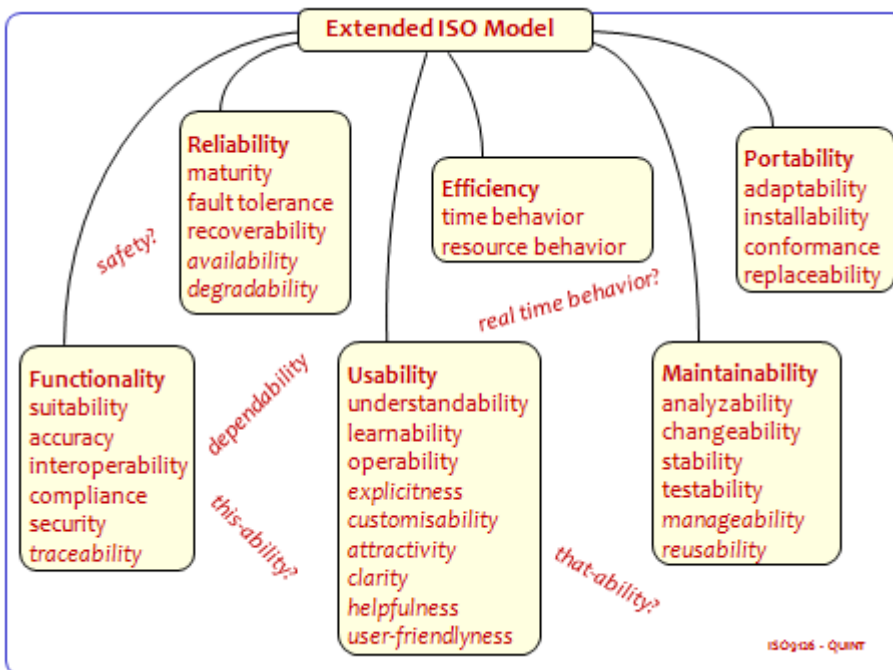 Extended ISO Model
Reliability
maturity
fault tolerance
recoverability
availability
degradability
Efficiency
time behavior
resource behavior
Portability
adaptability
installability
conformance
replaceability
safety?
real time behavior?
Functionality
suitability
accuracy
interoperability
compliance
security
traceability
dependability
this-ability?
Usability
understandability
learnability
operability
explicitness
customisability
attractivity
clarity
helpfulness
user-friendlyness
that-ability?
Maintainability
analyzability
changeability
stability
testability
manageability
reusability
ISO9126 - QUINT